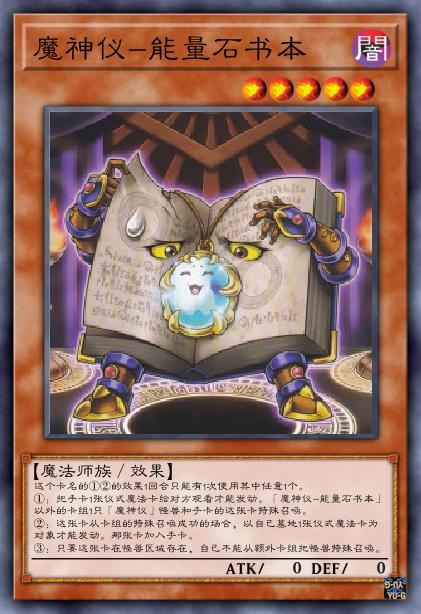 魔神仪-能量石书本
闇
【魔法师族/效果】
这个卡名的①②的效果1回合只能有1次使用其中任意1个。
①：把手卡1张仪式魔法卡给对方观看才能发动。「魔神仪-能量石书本」
以外的卡组1只「魔神仪」怪兽和手卡的这张卡特殊召唤。
②：这张卡从卡组的特殊召唤成功的场合，以自己墓地1张仪式魔法卡为
对象才能发动。那张卡加入手卡。
③：只要这张卡在怪兽区域存在，自己不能从额外卡组把怪兽特殊召唤。
ATK/ 0 DEF/ 0